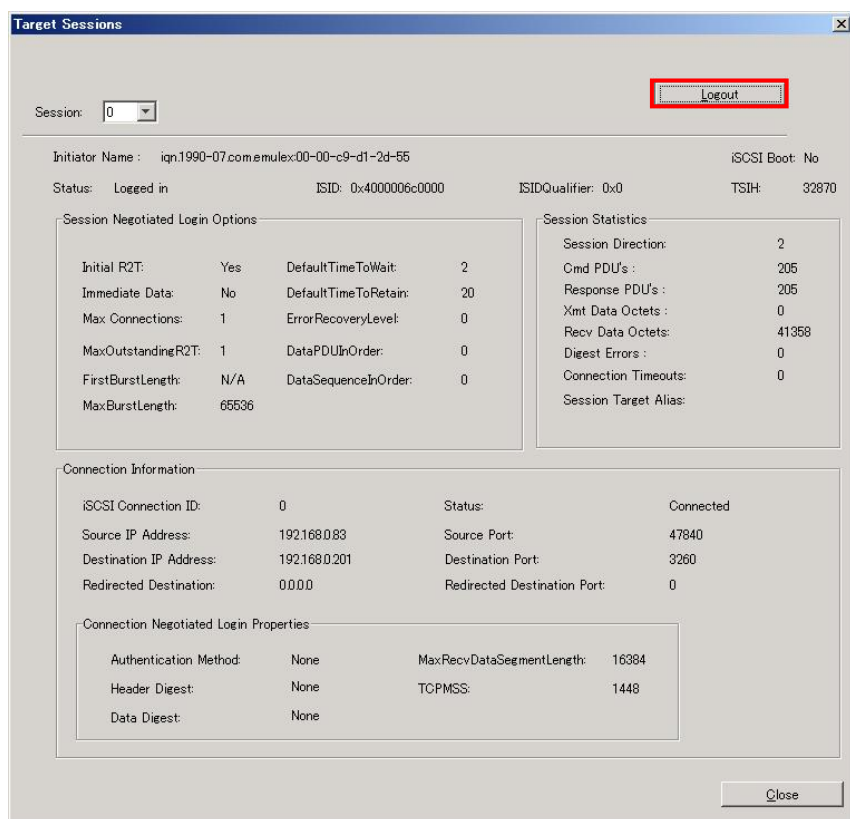 Target Sessions
Logout
Session: 0
Initiator Name : iqn.1990-07.com.emulex:00-00-c9-d1-2d-55 iSCSI Boot: No
Status: Logged in ISID: 0x4000006c0000 ISIDQualifier: 0x0 TSIH: 32870
Session Negotiated Login Options
Initial R2T: Yes DefaultTimeToWait: 2
Immediate Data: No DefaultTimeToRetain: 20
Max Connections: 1 ErrorRecoveryLevel: 0
MaxOutstandingR2T: 1 DataPDUInOrder: 0
FirstBurstLength: N/A DataSequenceInOrder: 0
MaxBurstLength: 65536
Session Statistics
Session Direction: 2
Cmd PDU's : 205
Response PDU's : 205
Xmt Data Octets : 0
Recv Data Octets: 41358
Digest Errors : 0
Connection Timeouts: 0
Session Target Alias:
Connection Information
iSCSI Connection ID: 0 Status: Connected
Source IP Address: 192.168.0.83 Source Port: 47840
Destination IP Address: 192.168.0.201 Destination Port: 3260
Redirected Destination: 0.0.0.0 Redirected Destination Port: 0
Connection Negotiated Login Properties
Authentication Method: None MaxRecvDataSegmentLength: 16384
Header Digest: None TCPMSS: 1448
Data Digest: None
Close